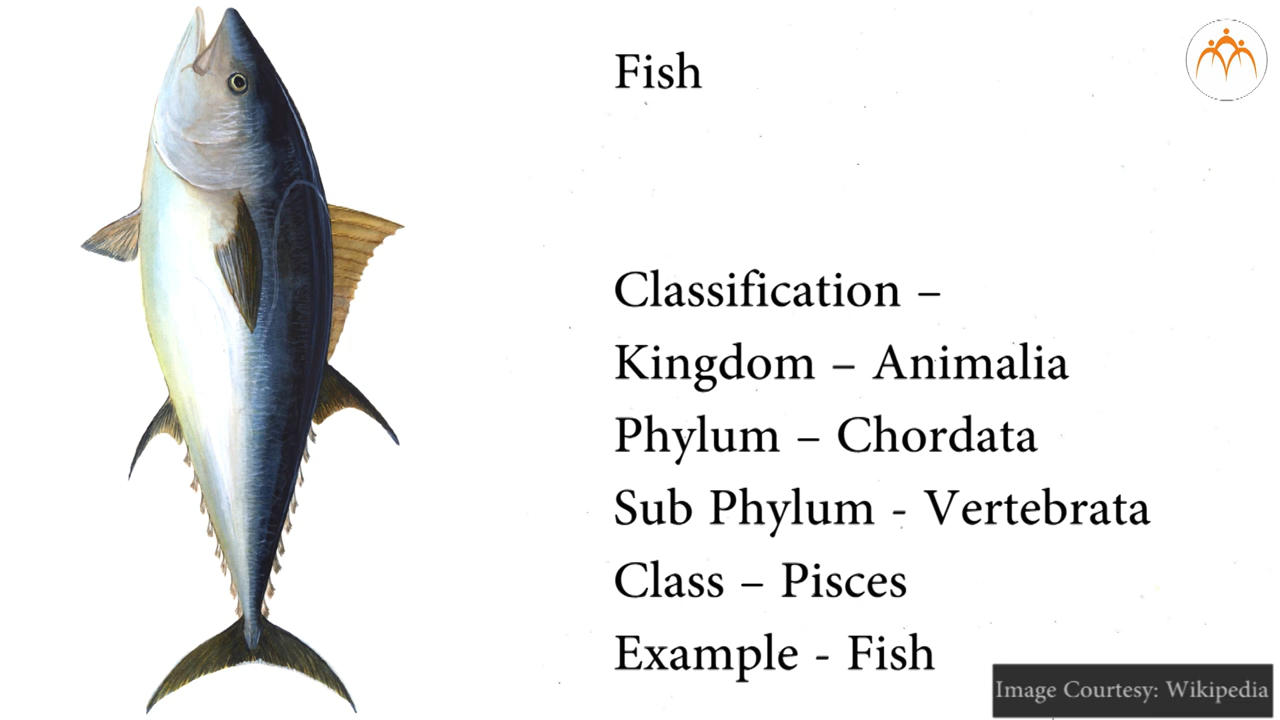 Fish
Classification –
Kingdom – Animalia
Phylum – Chordata
Sub Phylum - Vertebrata
Class – Pisces
Example - Fish
Image Courtesy: Wikipedia